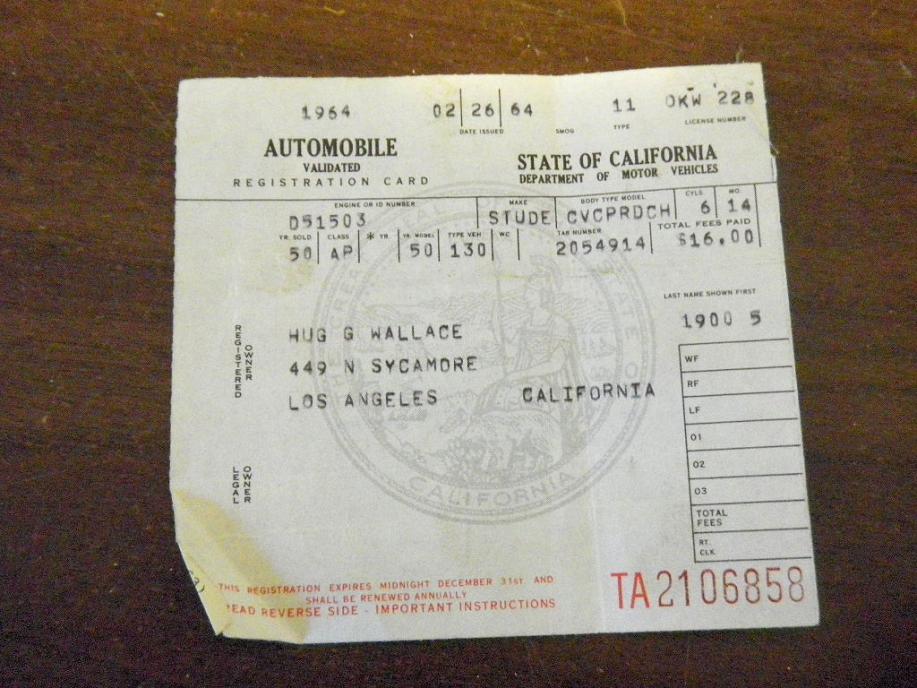 1964 02 26 64 11 OKW 228
DATE ISSUED SMOG TYPE LICENSE NUMBER
AUTOMOBILE
VALIDATED
REGISTRATION CARD
STATE OF CALIFORNIA
DEPARTMENT OF MOTOR VEHICLES
ENGINE OR ID NUMBER MAKE BODY TYPE MODEL CYLS. MO.
D51503 STUDE CVCPRDCH 6 14
YR. SOLD CLASS * YR. YR. MODEL TYPE VEH WC TAB NUMBER TOTAL FEES PAID
50 AP 50 130 2054914 $16.00
LAST NAME SHOWN FIRST
1900 5
REGISTERED OWNER
HUG G WALLACE
449 N SYCAMORE
LOS ANGELES CALIFORNIA
LEGAL OWNER
WF
RF
LF
01
02
03
TOTAL FEES
RT. CLK.
CALIFORNIA
THIS REGISTRATION EXPIRES MIDNIGHT DECEMBER 31ST AND
SHALL BE RENEWED ANNUALLY
EAD REVERSE SIDE - IMPORTANT INSTRUCTIONS
TA2106858